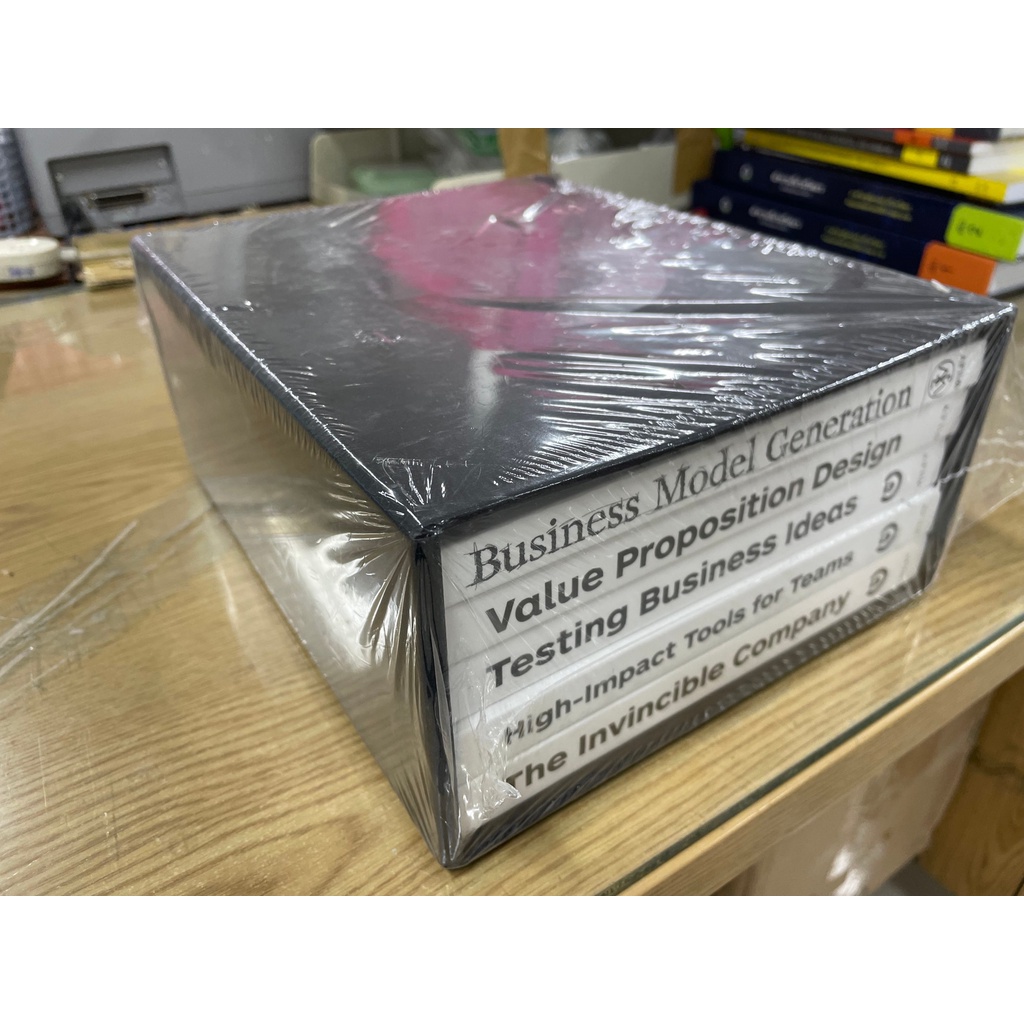 Business Model Generation
Value Proposition Design
Testing Business Ideas
High-Impact Tools for Teams
The Invincible Company